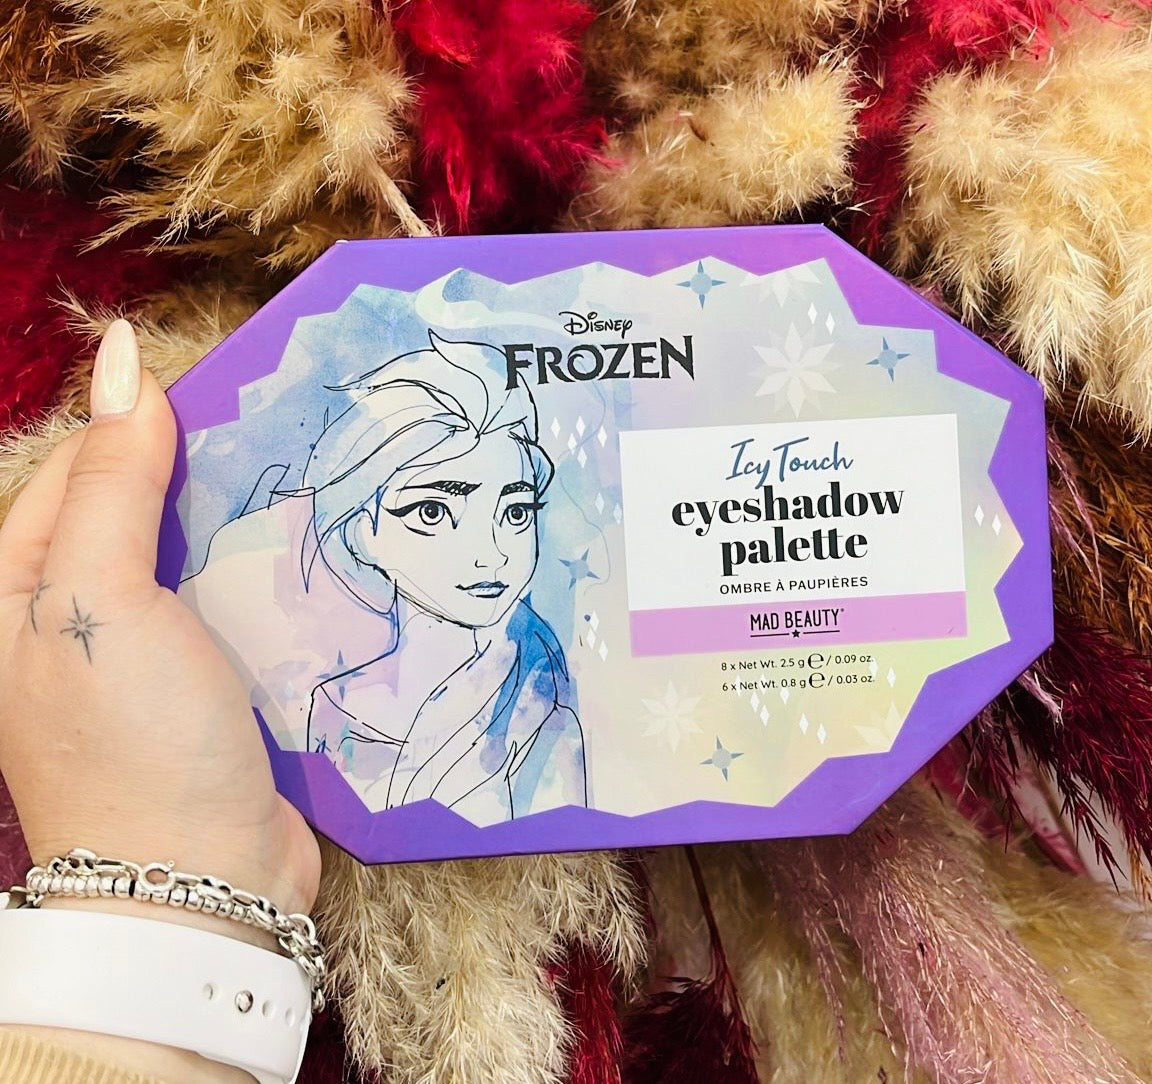 Disney
FROZEN
Icy Touch
eyeshadow
palette
OMBRE À PAUPIÈRES
MAD BEAUTY®
8 x Net Wt. 2.5 g ℮ / 0.09 oz.
6 x Net Wt. 0.8 g ℮ / 0.03 oz.